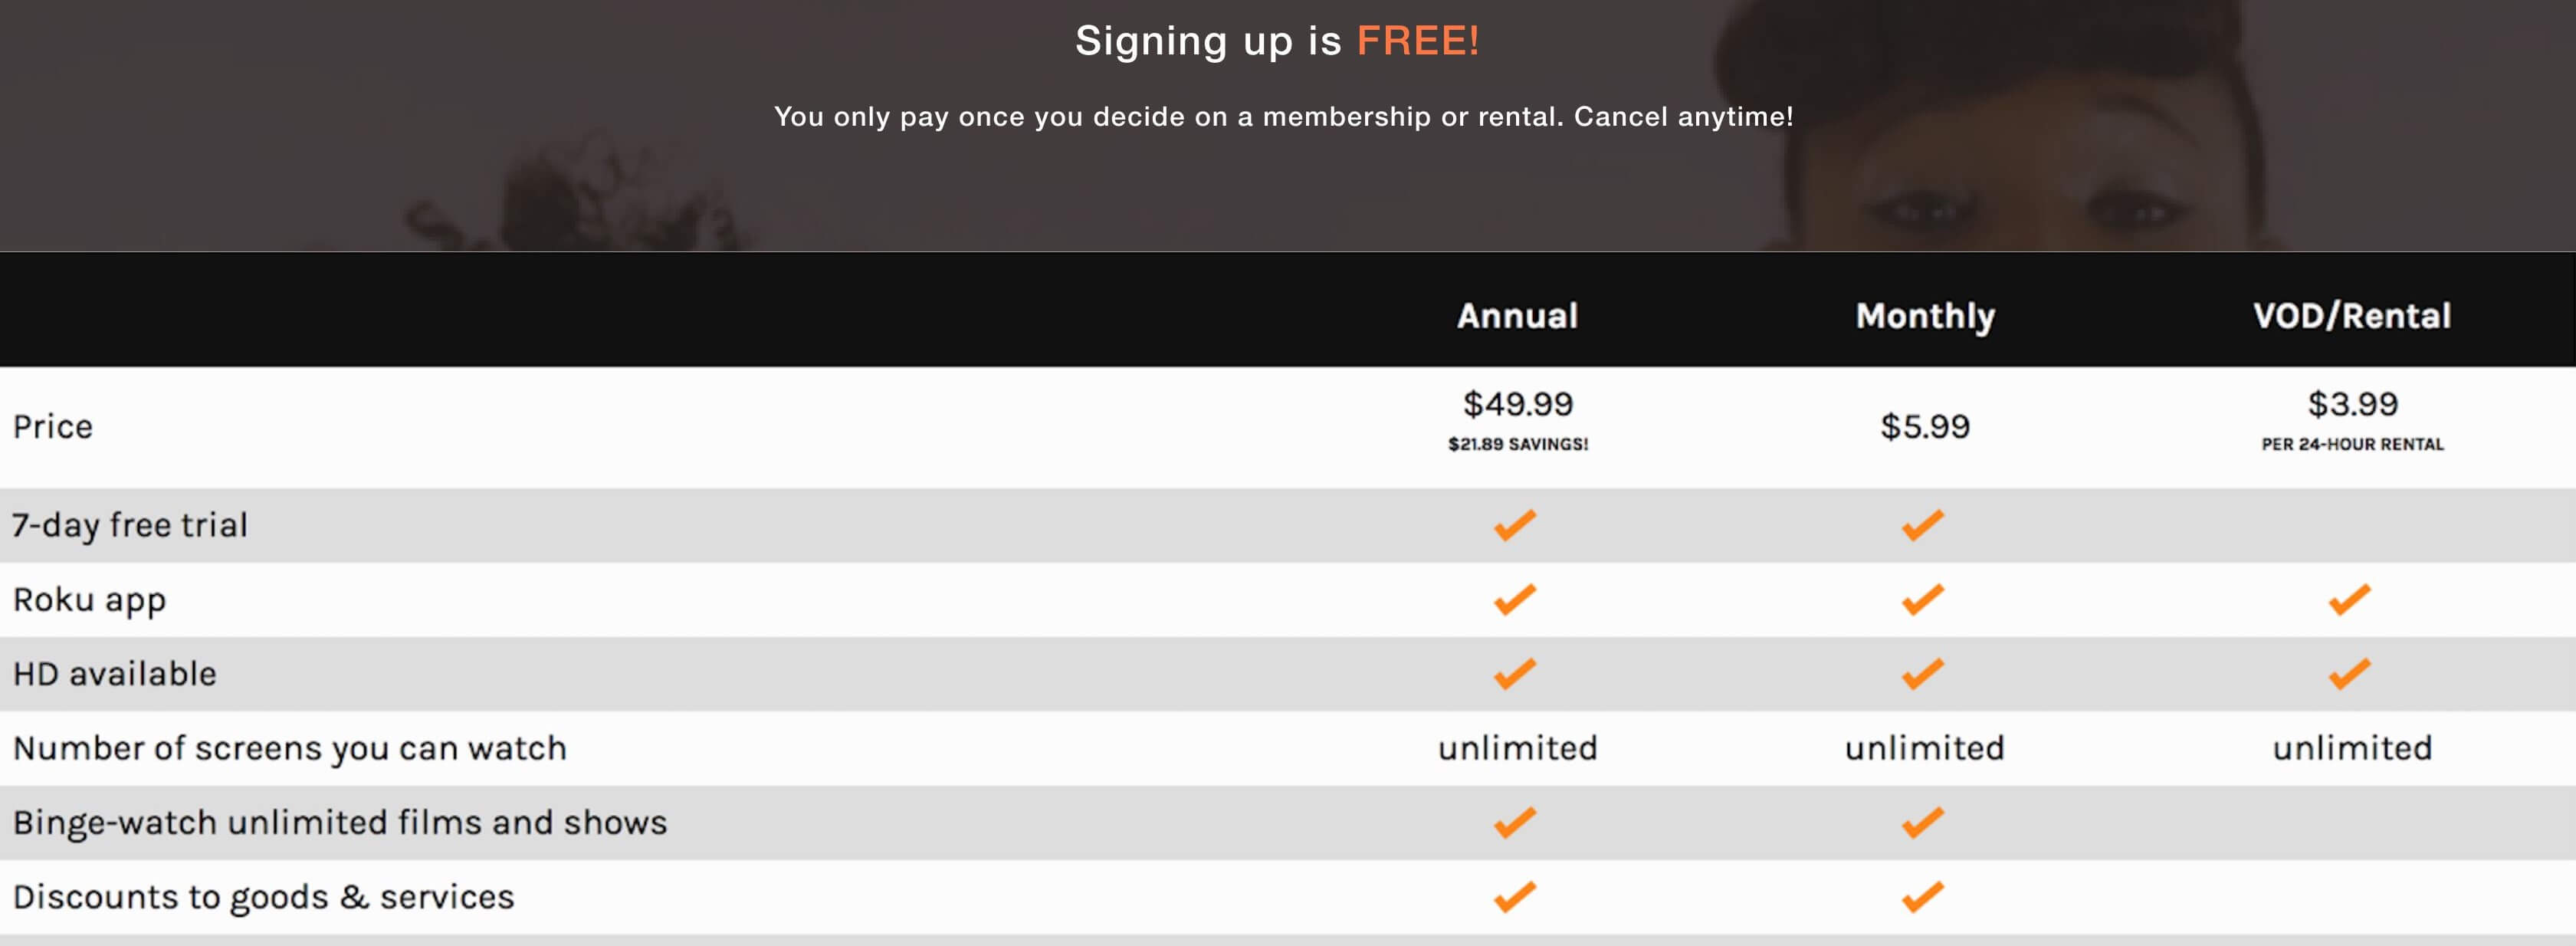 Signing up is FREE!
You only pay once you decide on a membership or rental. Cancel anytime!
Annual Monthly VOD/Rental
Price $49.99 $5.99 $3.99
$21.89 SAVINGS! PER 24-HOUR RENTAL
7-day free trial
Roku app
HD available
Number of screens you can watch unlimited unlimited unlimited
Binge-watch unlimited films and shows
Discounts to goods & services